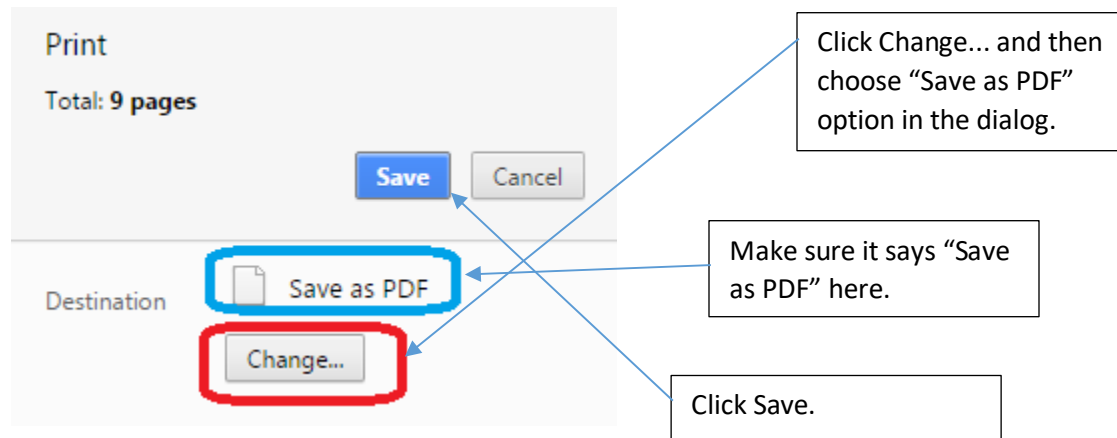 Print
Total: 9 pages
Save
Cancel
Destination
Save as PDF
Change...
Click Change... and then
choose “Save as PDF”
option in the dialog.
Make sure it says “Save
as PDF” here.
Click Save.